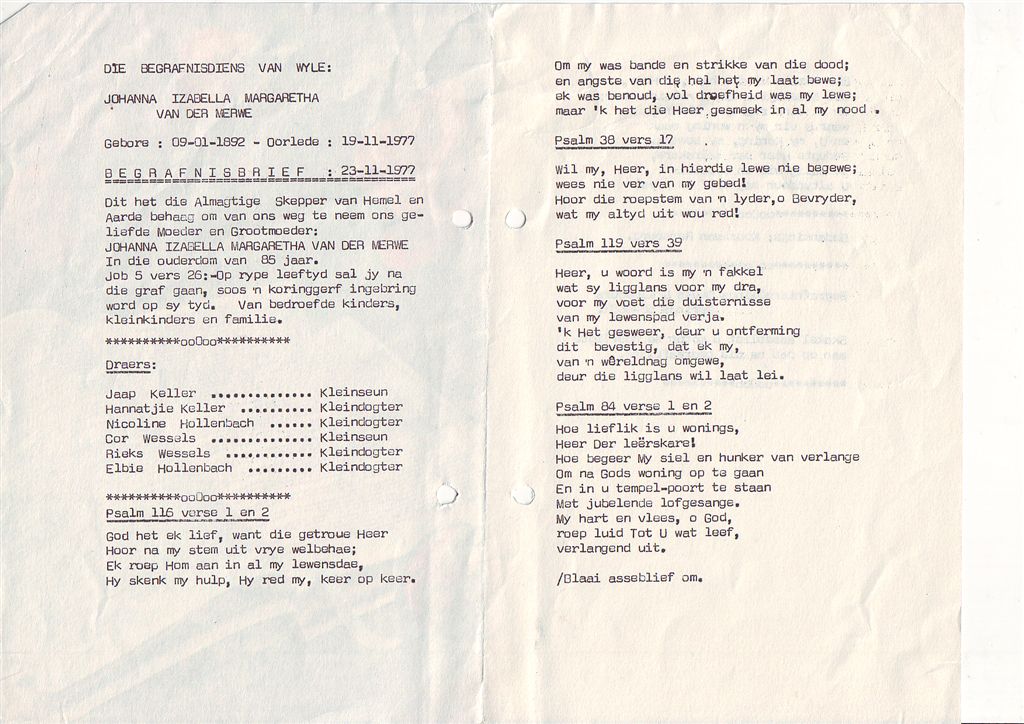 DIE BEGRAFNISDIENS VAN WYLE:
JOHANNA IZABELLA MARGARETHA
VAN DER MERWE
Gebore : 09-01-1892 - Oorlede : 19-11-1977
BEGRAFNISBRIEF : 23-11-1977
Dit het die Almagtige Skepper van Hemel en
Aarde behaag om van ons weg te neem ons ge-
liefde Moeder en Grootmoeder:
JOHANNA IZABELLA MARGARETHA VAN DER MERWE
In die ouderdom van 85 jaar.
Job 5 vers 26:-Op rype leeftyd sal jy na
die graf gaan, soos 'n koringgerf ingebring
word op sy tyd. Van bedroefde kinders,
kleinkinders en familie.
**********ooOoo**********
Draers:
Jaap Keller .............. Kleinseun
Hannatjie Keller .......... Kleindogter
Nicoline Hollenbach ...... Kleindogter
Cor Wessels .............. Kleinseun
Rieks Wessels ............ Kleindogter
Elbie Hollenbach ......... Kleindogter
**********ooOoo**********
Psalm 116 verse 1 en 2
God het ek lief, want die getroue Heer
Hoor na my stem uit vrye welbehae;
Ek roep Hom aan in al my lewensdae,
Hy skenk my hulp, Hy red my, keer op keer.
Om my was bande en strikke van die dood;
en angste van die hel het my laat bewe;
ek was benoud, vol droefheid was my lewe;
maar 'k het die Heer gesmeek in al my nood .
Psalm 38 vers 17
Wil my, Heer, in hierdie lewe nie begewe;
wees nie ver van my gebed!
Hoor die roepstem van 'n lyder,o Bevryder,
wat my altyd uit wou red!
Psalm 119 vers 39
Heer, u woord is my 'n fakkel
wat sy ligglans voor my dra,
voor my voet die duisternisse
van my lewenspad verja.
'k Het gesweer, deur u ontferming
dit bevestig, dat ek my,
van 'n wêreldnag omgewe,
deur die ligglans wil laat lei.
Psalm 84 verse 1 en 2
Hoe lieflik is u wonings,
Heer Der leërskare!
Hoe begeer My siel en hunker van verlange
Om na Gods woning op te gaan
En in u tempel-poort te staan
Met jubelende lofgesange.
My hart en vlees, o God,
roep luid Tot U wat leef,
verlangend uit.
/Blaai asseblief om.